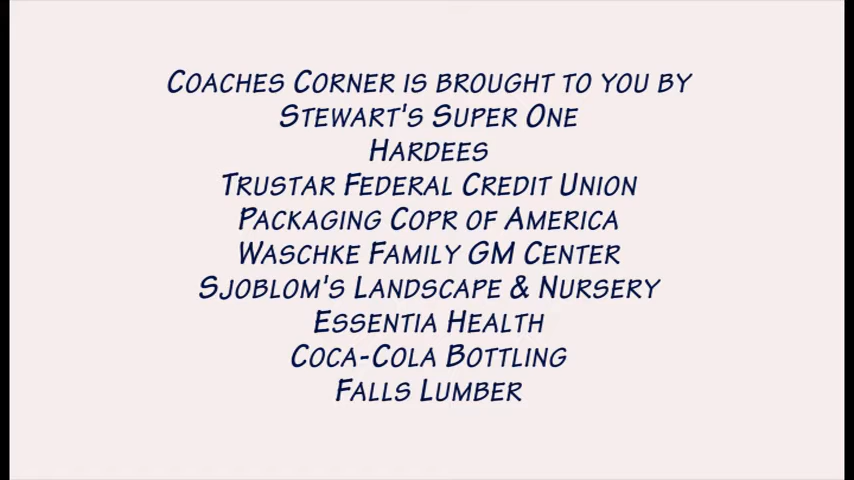 Coaches Corner is brought to you by
Stewart's Super One
Hardees
Trustar Federal Credit Union
Packaging Copr of America
Waschke Family GM Center
Sjoblom's Landscape & Nursery
Essentia Health
Coca-Cola Bottling
Falls Lumber